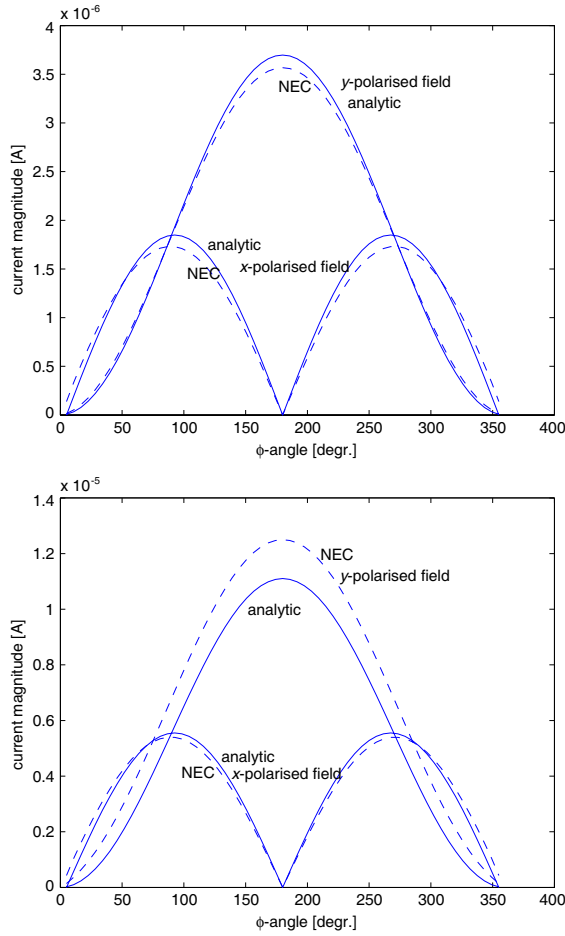 x 10⁻⁶
4
3.5
3
2.5
2
1.5
1
0.5
0
current magnitude [A]
NEC
y-polarised field
analytic
analytic
x-polarised field
NEC
0 50 100 150 200 250 300 350 400
ϕ-angle [degr.]
x 10⁻⁵
1.4
1.2
1
0.8
0.6
0.4
0.2
0
current magnitude [A]
NEC
y-polarised field
analytic
analytic
NEC x-polarised field
0 50 100 150 200 250 300 350 400
ϕ-angle [degr.]